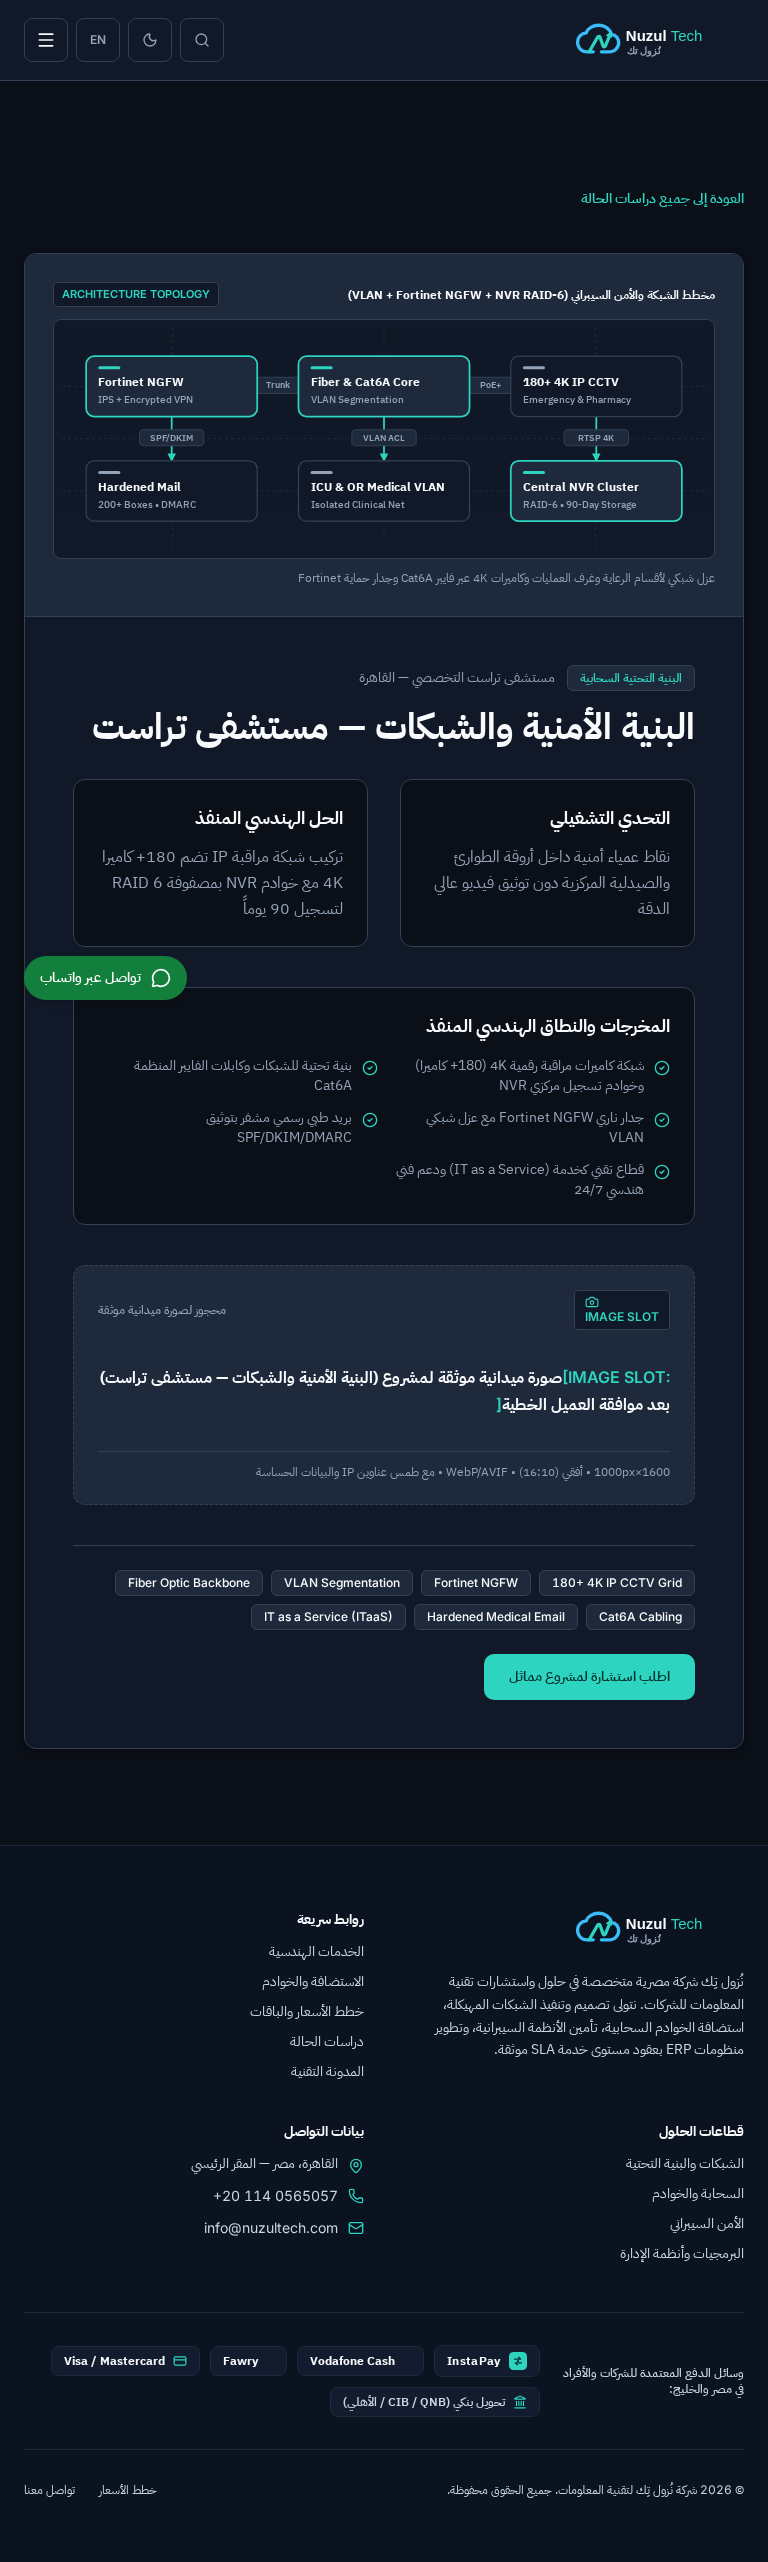 Nuzul Tech
نُزول تك
EN
العودة إلى جميع دراسات الحالة
مخطط الشبكة والأمن السيبراني (VLAN + Fortinet NGFW + NVR RAID-6)
ARCHITECTURE TOPOLOGY
Fortinet NGFW
IPS + Encrypted VPN
Trunk
Fiber & Cat6A Core
VLAN Segmentation
PoE+
180+ 4K IP CCTV
Emergency & Pharmacy
SPF/DKIM
VLAN ACL
RTSP 4K
Hardened Mail
200+ Boxes • DMARC
ICU & OR Medical VLAN
Isolated Clinical Net
Central NVR Cluster
RAID-6 • 90-Day Storage
عزل شبكي لأقسام الرعاية وغرف العمليات وكاميرات 4K عبر فايبر Cat6A وجدار حماية Fortinet
البنية التحتية السحابية
مستشفى تراست التخصصي — القاهرة
البنية الأمنية والشبكات — مستشفى تراست
التحدي التشغيلي
نقاط عمياء أمنية داخل أروقة الطوارئ
والصيدلية المركزية دون توثيق فيديو عالي
الدقة
الحل الهندسي المنفذ
تركيب شبكة مراقبة IP تضم 180+ كاميرا
4K مع خوادم NVR بمصفوفة RAID 6
لتسجيل 90 يوماً
تواصل عبر واتساب
المخرجات والنطاق الهندسي المنفذ
شبكة كاميرات مراقبة رقمية 4K (180+ كاميرا)
وخوادم تسجيل مركزي NVR
بنية تحتية للشبكات وكابلات الفايبر المنظمة
Cat6A
جدار ناري Fortinet NGFW مع عزل شبكي
VLAN
بريد طبي رسمي مشفر بتوثيق
SPF/DKIM/DMARC
قطاع تقني كخدمة (IT as a Service) ودعم فني
هندسي 24/7
IMAGE SLOT
محجوز لصورة ميدانية موثقة
[IMAGE SLOT: صورة ميدانية موثقة لمشروع (البنية الأمنية والشبكات — مستشفى تراست)
بعد موافقة العميل الخطية]
1600×1000px • أفقي (16:10) • WebP/AVIF • مع طمس عناوين IP والبيانات الحساسة
180+ 4K IP CCTV Grid
Fortinet NGFW
VLAN Segmentation
Fiber Optic Backbone
Cat6A Cabling
Hardened Medical Email
IT as a Service (ITaaS)
اطلب استشارة لمشروع مماثل
Nuzul Tech
نُزول تك
نُزول تِك شركة مصرية متخصصة في حلول واستشارات تقنية
المعلومات للشركات. نتولى تصميم وتنفيذ الشبكات المهيكلة،
استضافة الخوادم السحابية، تأمين الأنظمة السيبرانية، وتطوير
منظومات ERP بعقود مستوى خدمة SLA موثقة.
روابط سريعة
الخدمات الهندسية
الاستضافة والخوادم
خطط الأسعار والباقات
دراسات الحالة
المدونة التقنية
قطاعات الحلول
الشبكات والبنية التحتية
السحابة والخوادم
الأمن السيبراني
البرمجيات وأنظمة الإدارة
بيانات التواصل
القاهرة، مصر — المقر الرئيسي
+20 114 0565057
info@nuzultech.com
وسائل الدفع المعتمدة للشركات والأفراد
في مصر والخليج:
InstaPay
Vodafone Cash
Fawry
Visa / Mastercard
تحويل بنكي (CIB / QNB / الأهلي)
© 2026 شركة نُزول تِك لتقنية المعلومات. جميع الحقوق محفوظة.
خطط الأسعار
تواصل معنا